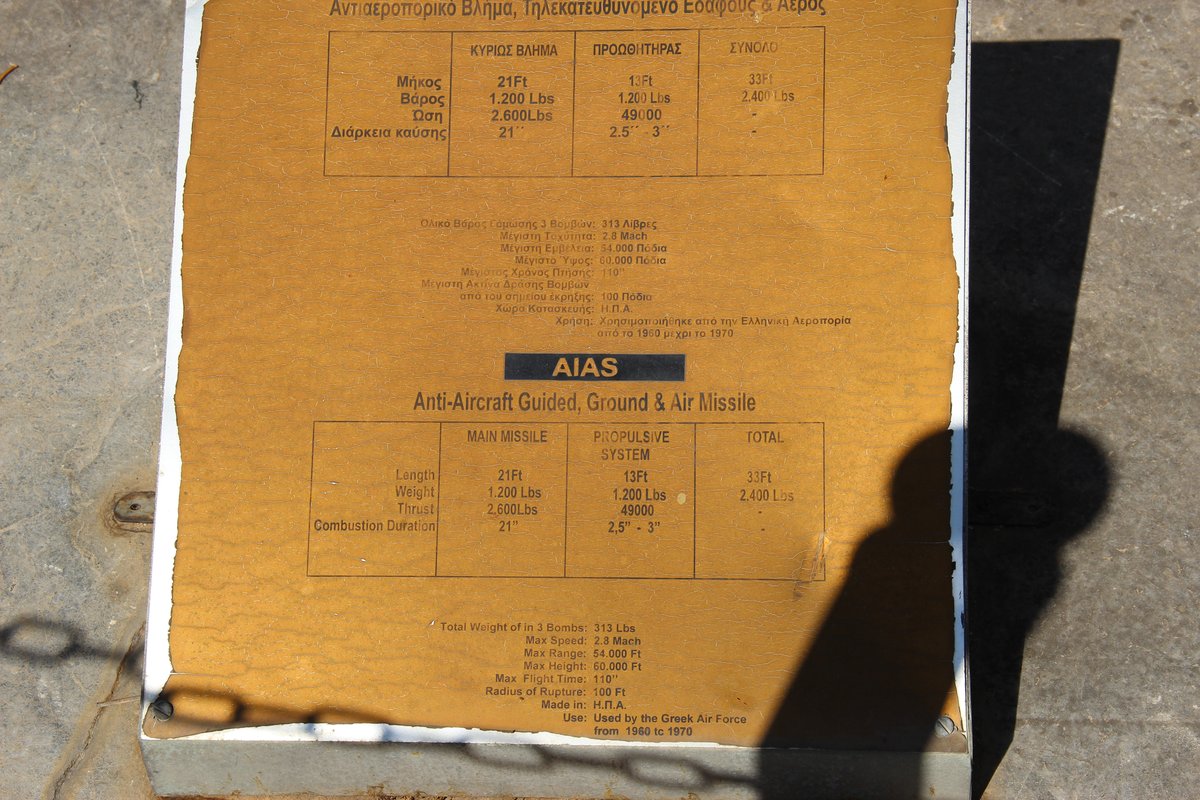 Αντιαεροπορικό Βλήμα, Τηλεκατευθυνόμενο Εδάφους & Αέρος
ΚΥΡΙΩΣ ΒΛΗΜΑ ΠΡΟΩΘΗΤΗΡΑΣ ΣΥΝΟΛΟ
Μήκος 21Ft 13Ft 33Ft
Βάρος 1.200 Lbs 1.200 Lbs 2.400 Lbs
Ώση 2.600Lbs 49000 -
Διάρκεια καύσης 21΄΄ 2.5΄΄ - 3΄΄ -
Ολικό Βάρος Γόμωσης 3 Βομβών: 313 Λίβρες
Μέγιστη Ταχύτητα: 2.8 Mach
Μέγιστη Εμβέλεια: 54.000 Πόδια
Μέγιστο Ύψος: 60.000 Πόδια
Μέγιστος Χρόνος Πτήσης: 110"
Μέγιστη Ακτίνα Δράσης Βομβών
από του σημείου έκρηξης: 100 Πόδια
Χώρα Κατασκευής: Η.Π.Α.
Χρήση: Χρησιμοποιήθηκε από την Ελληνική Αεροπορία
από το 1960 μέχρι το 1970
AIAS
Anti-Aircraft Guided, Ground & Air Missile
MAIN MISSILE PROPULSIVE SYSTEM TOTAL
Length 21Ft 13Ft 33Ft
Weight 1.200 Lbs 1.200 Lbs 2.400 Lbs
Thrust 2,600Lbs 49000 -
Combustion Duration 21" 2,5" - 3" -
Total Weight of in 3 Bombs: 313 Lbs
Max Speed: 2.8 Mach
Max Range: 54.000 Ft
Max Height: 60.000 Ft
Max Flight Time: 110"
Radius of Rupture: 100 Ft
Made in: Η.Π.Α.
Use: Used by the Greek Air Force
from 1960 to 1970